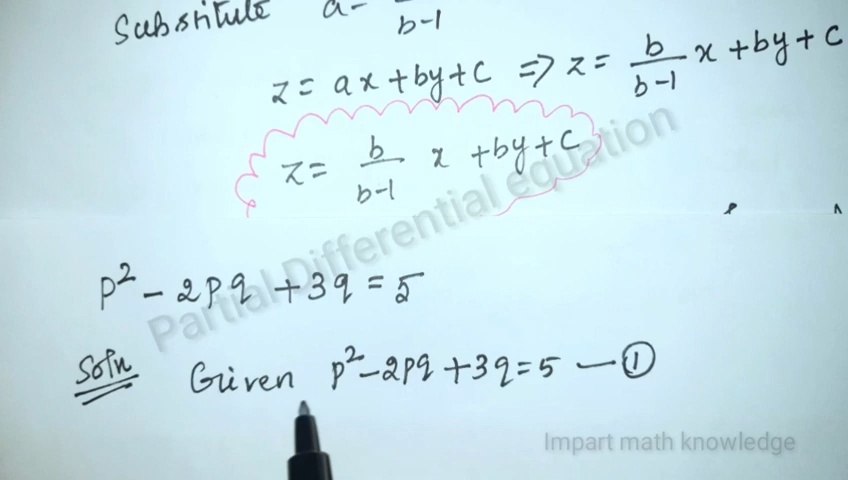 Substitute a =
b-1
z = ax+by+c => z = b/b-1 x +by+c
z = b/b-1 x +by+c
p² - 2pq + 3q = 5
Soln Given p² - 2pq + 3q = 5 — ①
Partial Differential equation
Impart math knowledge